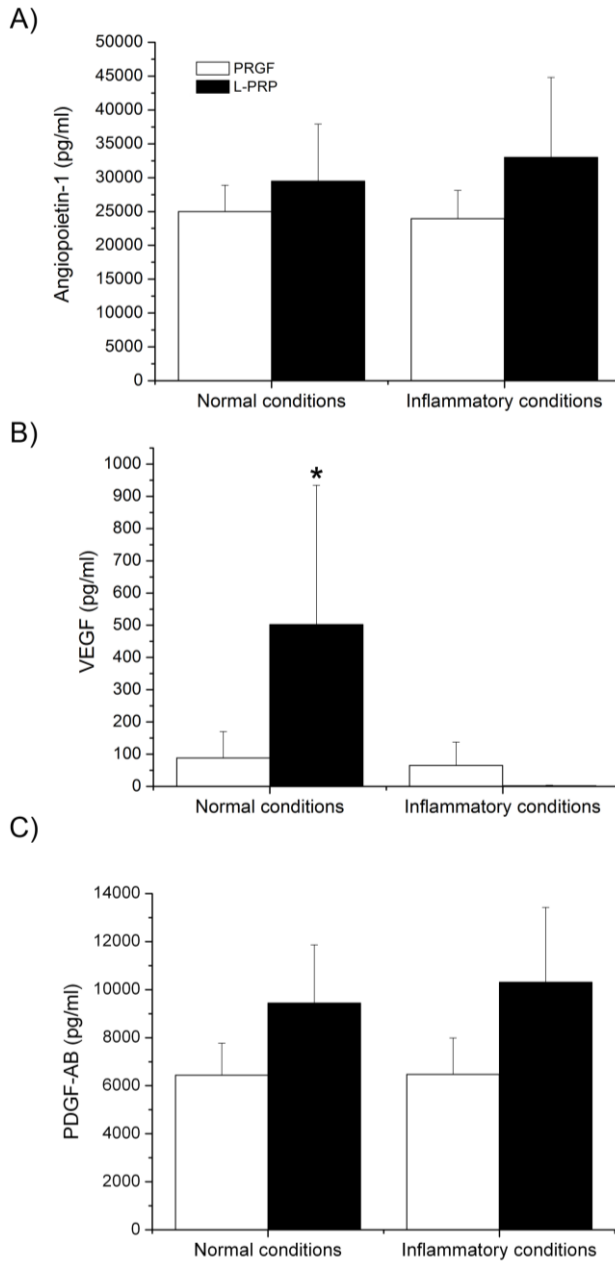 A)
Angiopoietin-1 (pg/ml)
50000
45000
40000
35000
30000
25000
20000
15000
10000
5000
0
PRGF
L-PRP
Normal conditions Inflammatory conditions
B)
VEGF (pg/ml)
1000
900
800
700
600
500
400
300
200
100
0
*
Normal conditions Inflammatory conditions
C)
PDGF-AB (pg/ml)
14000
12000
10000
8000
6000
4000
2000
0
Normal conditions Inflammatory conditions